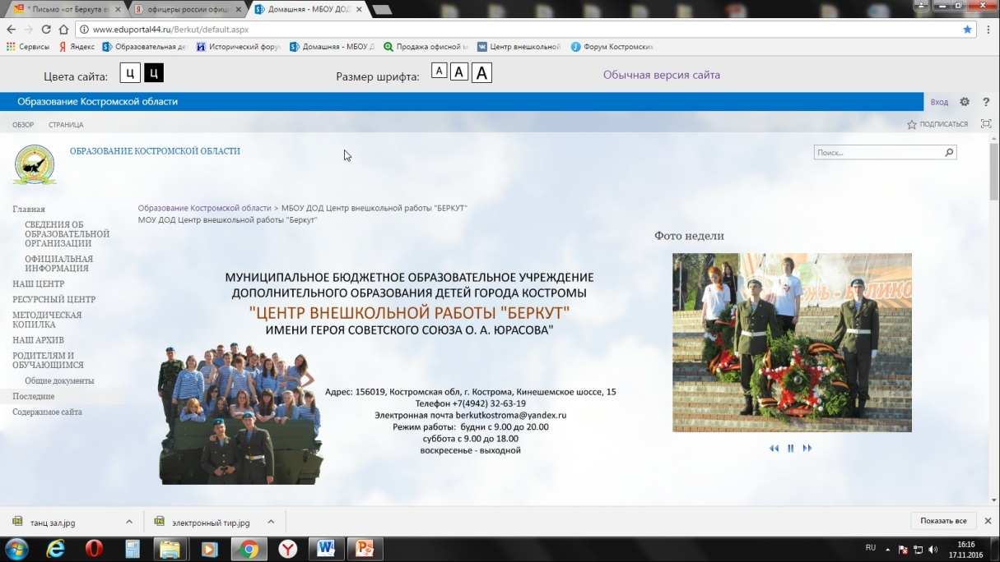 * Письмо «от Беркута в
офицеры россии офиц
Домашняя - МБОУ ДОД
www.eduportal44.ru/Berkut/default.aspx
Сервисы Яндекс Образовательная де Исторический фору Домашняя - МБОУ Д Продажа офисной м Центр внешкольной Форум Костромских
Цвета сайта: Ц Ц Размер шрифта: A A A Обычная версия сайта
Образование Костромской области Вход ?
ОБЗОР СТРАНИЦА ПОДПИСАТЬСЯ
ОБРАЗОВАНИЕ КОСТРОМСКОЙ ОБЛАСТИ Поиск...
Главная
СВЕДЕНИЯ ОБ
ОБРАЗОВАТЕЛЬНОЙ
ОРГАНИЗАЦИИ
ОФИЦИАЛЬНАЯ
ИНФОРМАЦИЯ
НАШ ЦЕНТР
РЕСУРСНЫЙ ЦЕНТР
МЕТОДИЧЕСКАЯ
КОПИЛКА
НАШ АРХИВ
РОДИТЕЛЯМ И
ОБУЧАЮЩИМСЯ
Общие документы
Последние
Содержимое сайта
Образование Костромской области > МБОУ ДОД Центр внешкольной работы "БЕРКУТ"
МОУ ДОД Центр внешкольной работы "Беркут"
МУНИЦИПАЛЬНОЕ БЮДЖЕТНОЕ ОБРАЗОВАТЕЛЬНОЕ УЧРЕЖДЕНИЕ
ДОПОЛНИТЕЛЬНОГО ОБРАЗОВАНИЯ ДЕТЕЙ ГОРОДА КОСТРОМЫ
"ЦЕНТР ВНЕШКОЛЬНОЙ РАБОТЫ "БЕРКУТ"
ИМЕНИ ГЕРОЯ СОВЕТСКОГО СОЮЗА О. А. ЮРАСОВА"
Адрес: 156019, Костромская обл, г. Кострома, Кинешемское шоссе, 15
Телефон +7(4942) 32-63-19
Электронная почта berkutkostroma@yandex.ru
Режим работы: будни с 9.00 до 20.00
суббота с 9.00 до 18.00
воскресенье - выходной
Фото недели
танц зал.jpg электронный тир.jpg Показать все
RU 16:16
17.11.2016